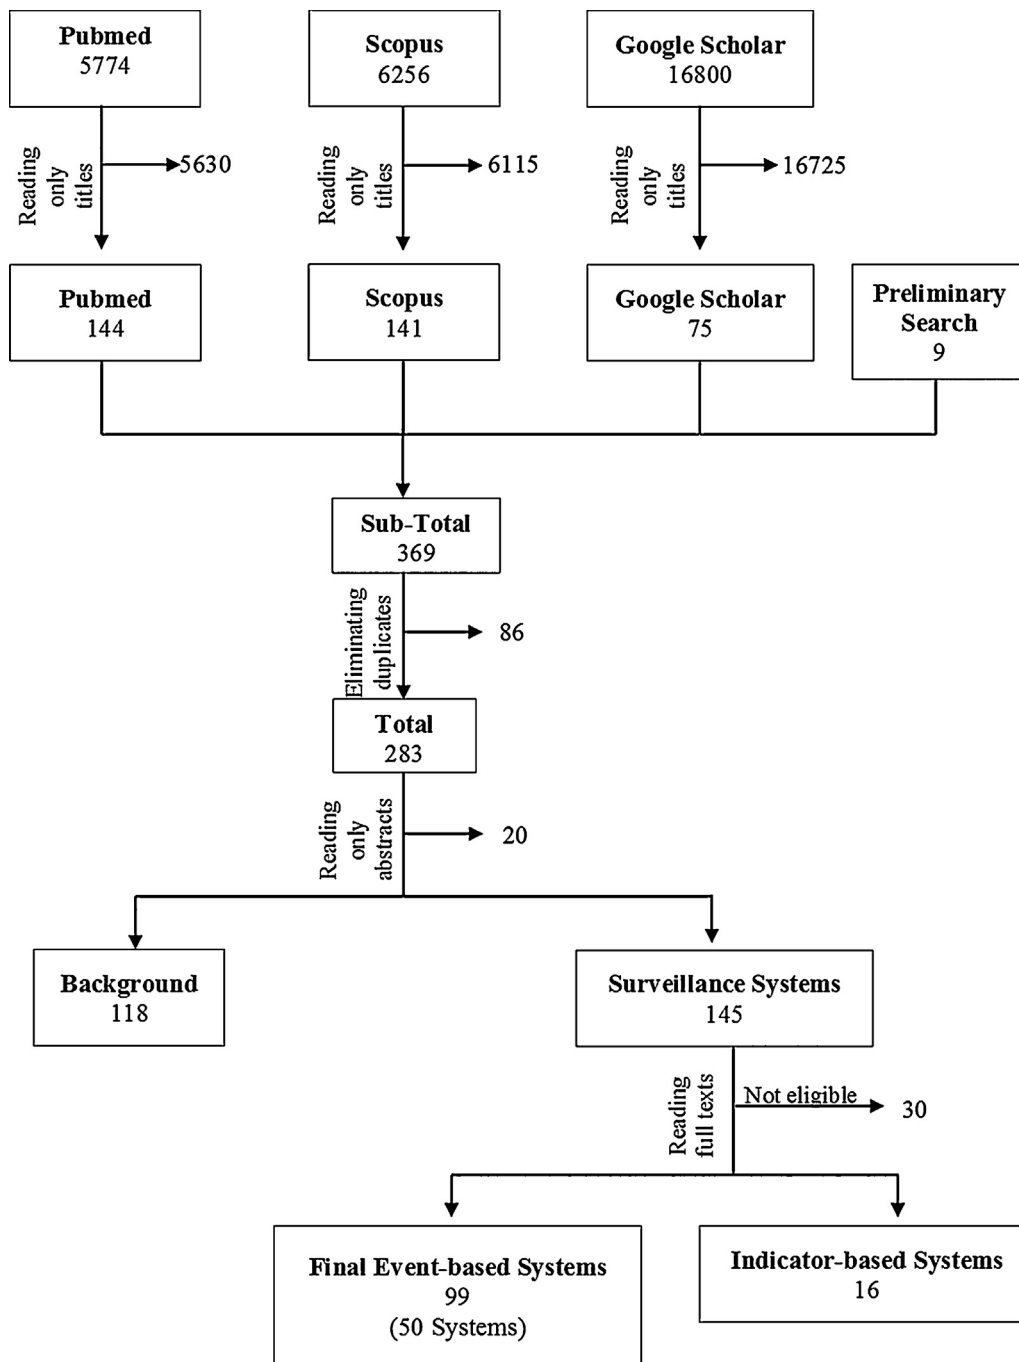 Pubmed
5774
Scopus
6256
Google Scholar
16800
Reading
only
titles
5630
Reading
only
titles
6115
Reading
only
titles
16725
Pubmed
144
Scopus
141
Google Scholar
75
Preliminary
Search
9
Sub-Total
369
Eliminating
duplicates
86
Total
283
Reading
only
abstracts
20
Background
118
Surveillance Systems
145
Reading
full texts
Not eligible
30
Final Event-based Systems
99
(50 Systems)
Indicator-based Systems
16